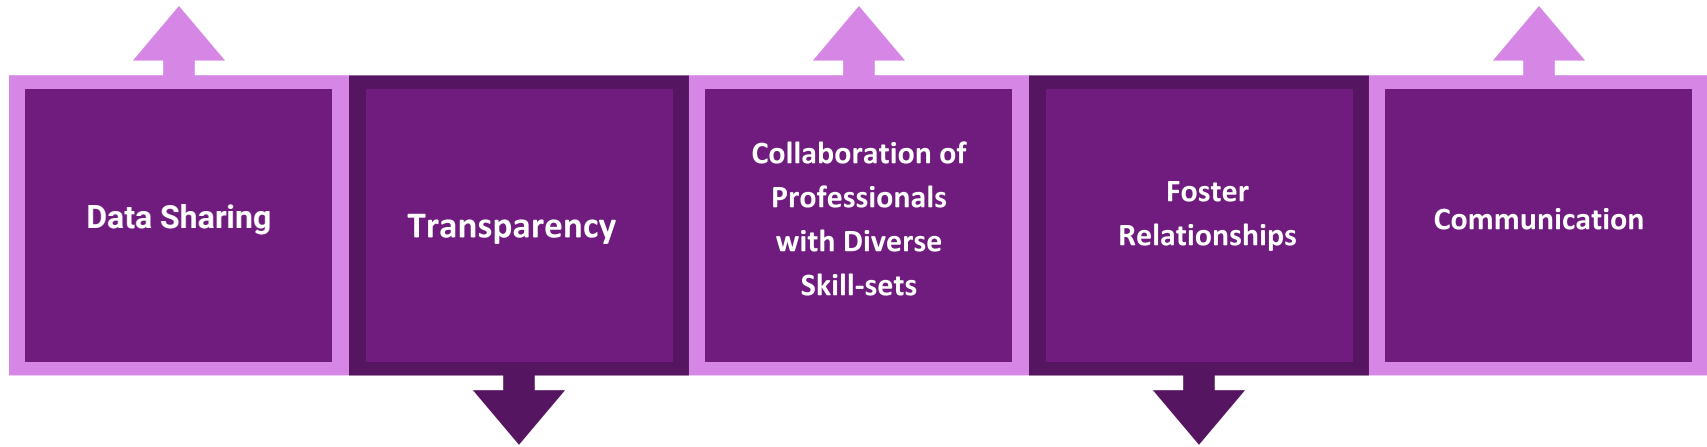 Data Sharing
Transparency
Collaboration of
Professionals
with Diverse
Skill-sets
Foster
Relationships
Communication